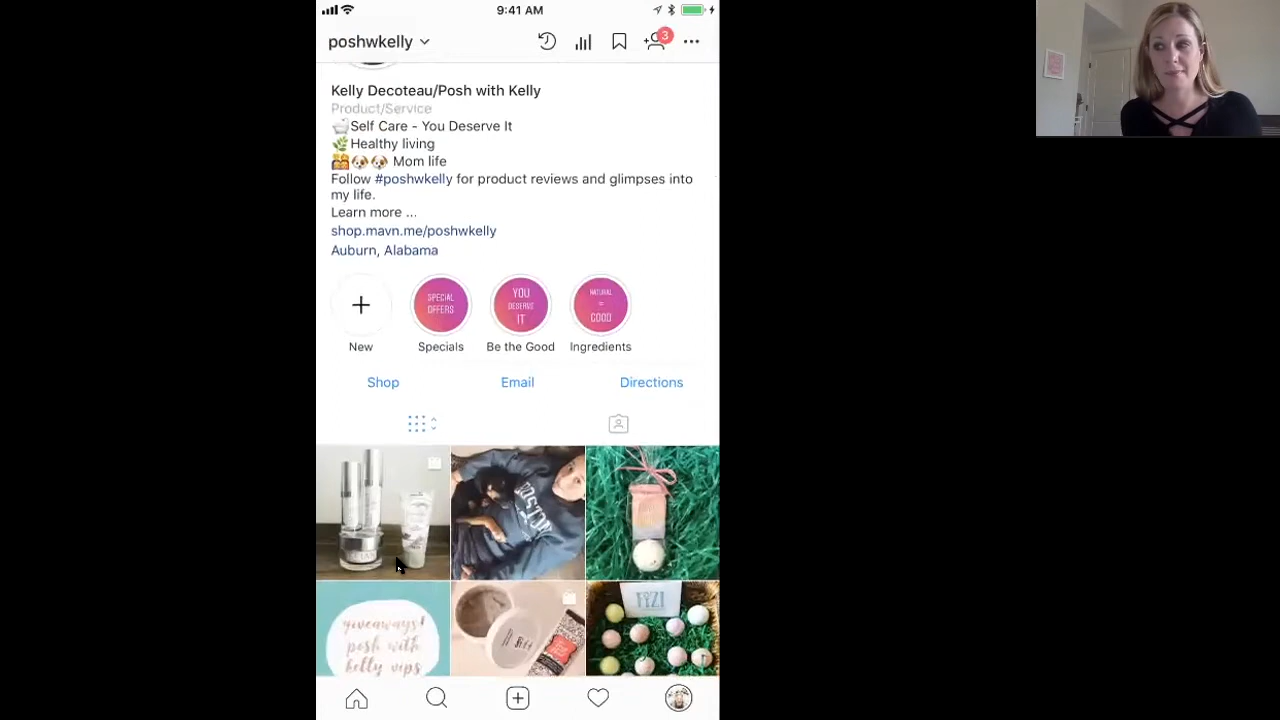 9:41 AM
poshwkelly
3
Kelly Decoteau/Posh with Kelly
Product/Service
Self Care - You Deserve It
Healthy living
Mom life
Follow #poshwkelly for product reviews and glimpses into
my life.
Learn more ...
shop.mavn.me/poshwkelly
Auburn, Alabama
SPECIAL
OFFERS
YOU
DESERVE
IT
NATURAL
=
GOOD
New
Specials
Be the Good
Ingredients
Shop
Email
Directions
BOSTON
giveaways!
posh with
kelly vips
FIZI